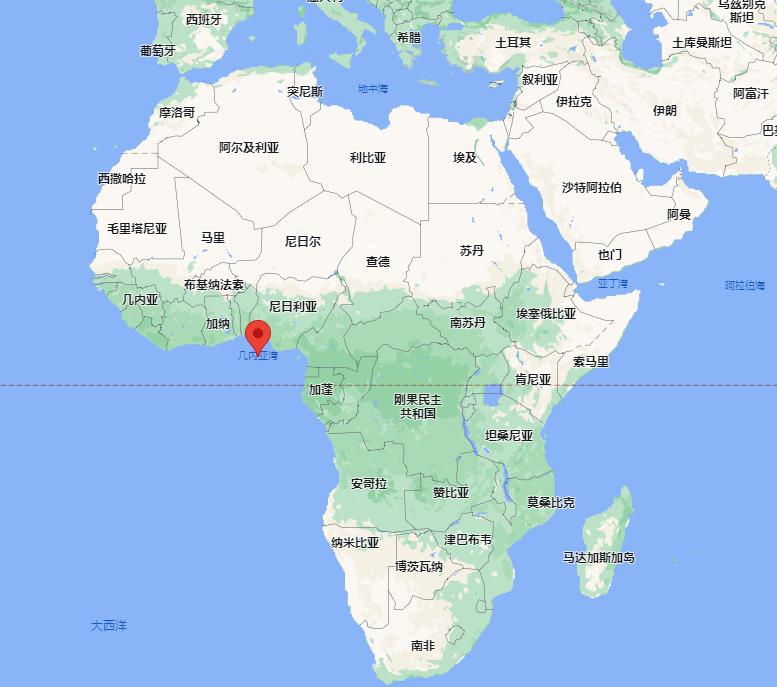 乌兹别克
斯坦
西班牙
希腊
土耳其
土库曼斯坦
葡萄牙
叙利亚
突尼斯
地中海
阿富汗
伊拉克
伊朗
摩洛哥
阿尔及利亚
利比亚
埃及
西撒哈拉
沙特阿拉伯
阿曼
毛里塔尼亚
马里
尼日尔
苏丹
也门
查德
亚丁湾
阿拉伯海
布基纳法索
几内亚
尼日利亚
埃塞俄比亚
加纳
南苏丹
几内亚湾
索马里
肯尼亚
加蓬
刚果民主
共和国
坦桑尼亚
安哥拉
赞比亚
莫桑比克
纳米比亚
津巴布韦
马达加斯加岛
博茨瓦纳
大西洋
南非